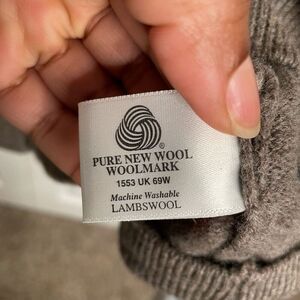 ®
PURE NEW WOOL
WOOLMARK
1553 UK 69W
Machine Washable
LAMBSWOOL